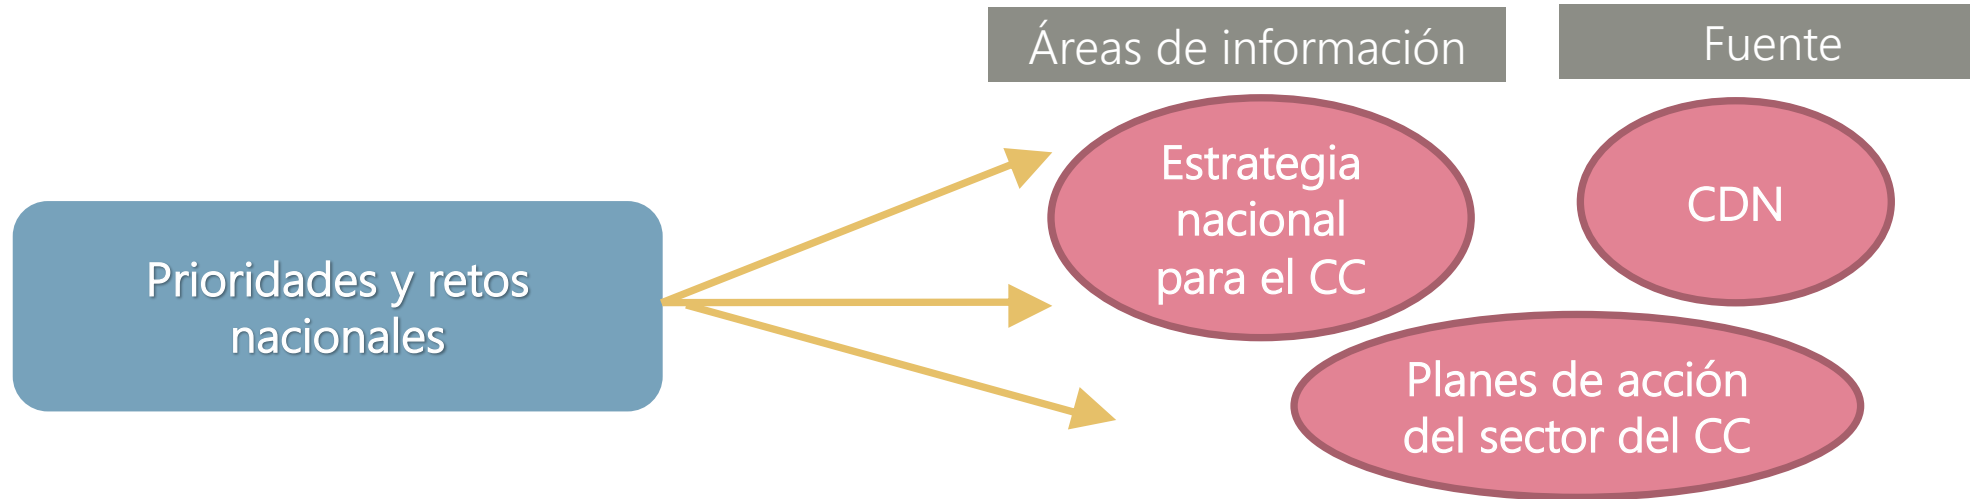 Áreas de información
Fuente
Prioridades y retos
nacionales
Estrategia
nacional
para el CC
CDN
Planes de acción
del sector del CC